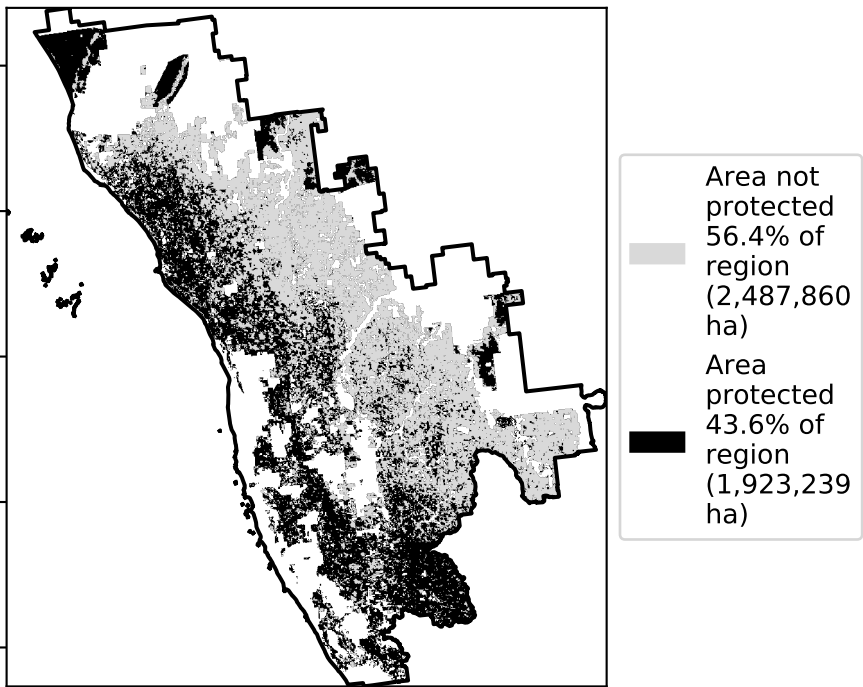 Area not
protected
56.4% of
region
(2,487,860
ha)
Area
protected
43.6% of
region
(1,923,239
ha)